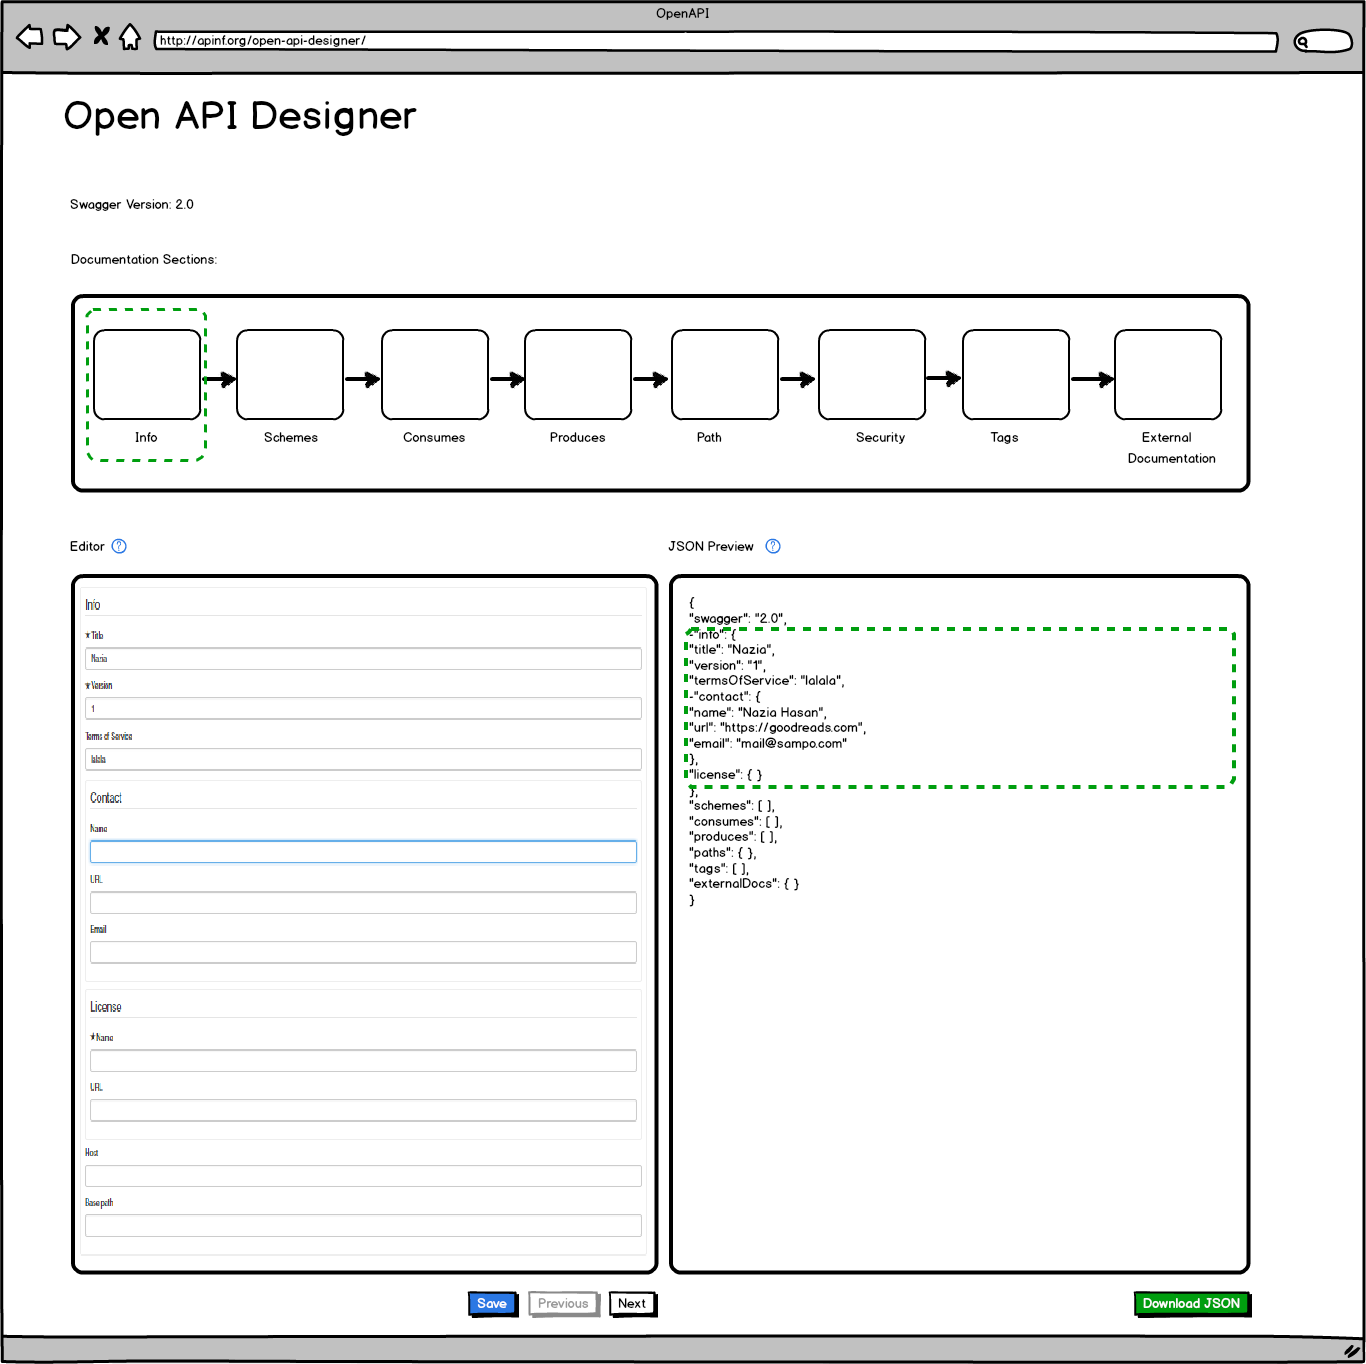 OpenAPI
http://apinf.org/open-api-designer/
Open API Designer
Swagger Version: 2.0
Documentation Sections:
Info
Schemes
Consumes
Produces
Path
Security
Tags
External
Documentation
Editor ?
JSON Preview ?
Info
* Title
Nazia
* Version
1
Terms of Service
lalala
Contact
Name
URL
Email
License
* Name
URL
Host
Base path
{
"swagger": "2.0",
-"info": {
"title": "Nazia",
"version": "1",
"termsOfService": "lalala",
-"contact": {
"name": "Nazia Hasan",
"url": "https://goodreads.com",
"email": "mail@sampo.com"
},
"license": { }
},
"schemes": [ ],
"consumes": [ ],
"produces": [ ],
"paths": { },
"tags": [ ],
"externalDocs": { }
}
Save
Previous
Next
Download JSON